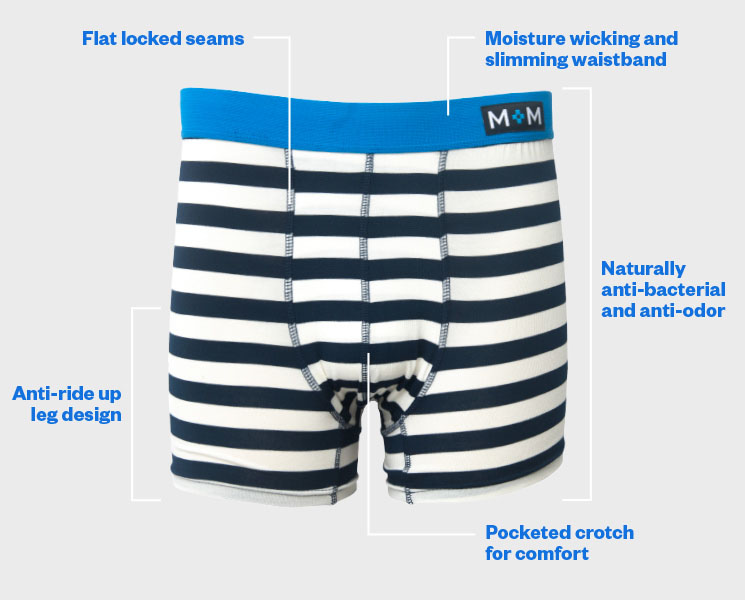 Flat locked seams
Moisture wicking and
slimming waistband
M M
Naturally
anti-bacterial
and anti-odor
Anti-ride up
leg design
Pocketed crotch
for comfort